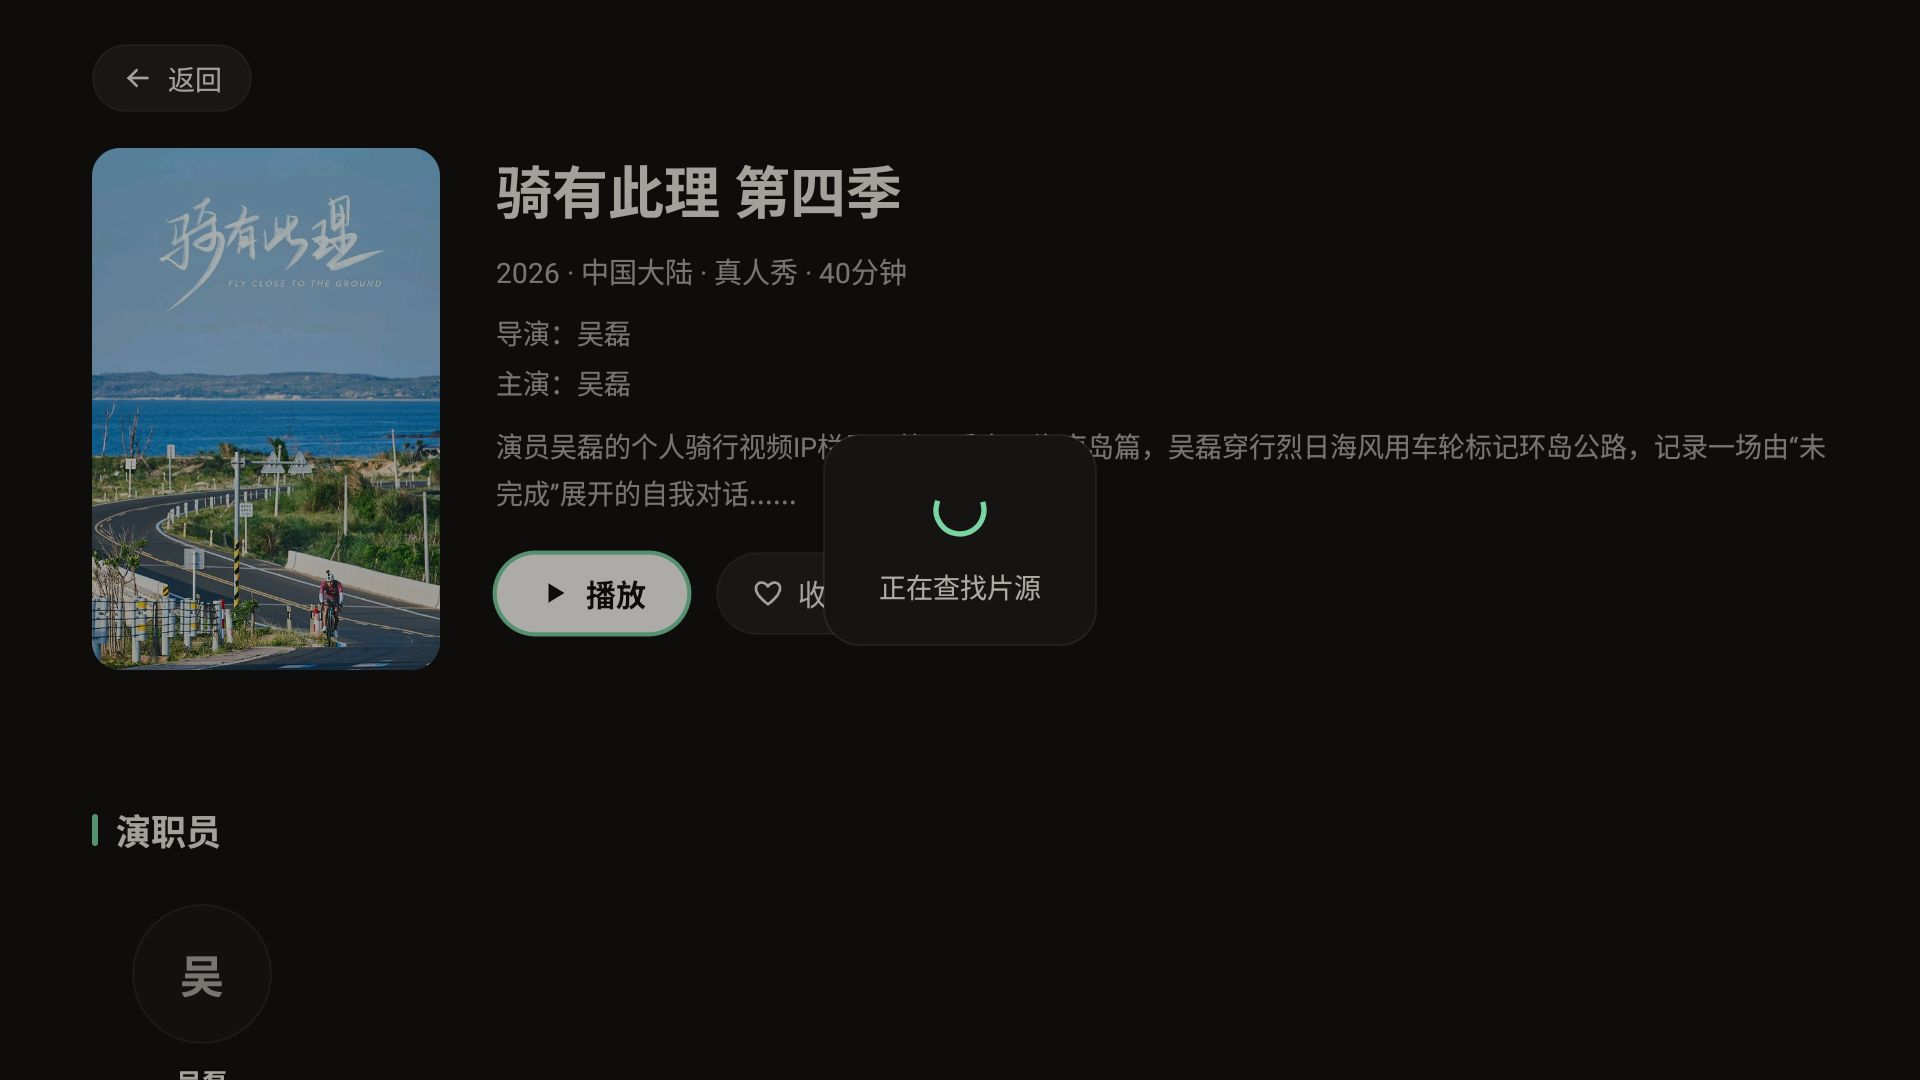 返回
骑有此理
FLY CLOSE TO THE GROUND
骑有此理 第四季
2026 · 中国大陆 · 真人秀 · 40分钟
导演：吴磊
主演：吴磊
演员吴磊的个人骑行视频IP栏 岛篇，吴磊穿行烈日海风用车轮标记环岛公路，记录一场由“未
完成”展开的自我对话……
播放
收
正在查找片源
演职员
吴
吴磊